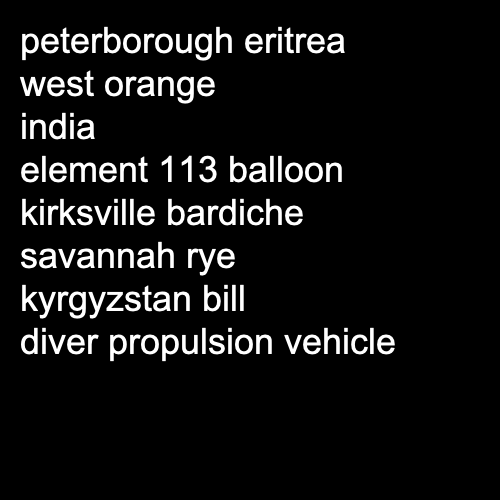 peterborough eritrea
west orange
india
element 113 balloon
kirksville bardiche
savannah rye
kyrgyzstan bill
diver propulsion vehicle